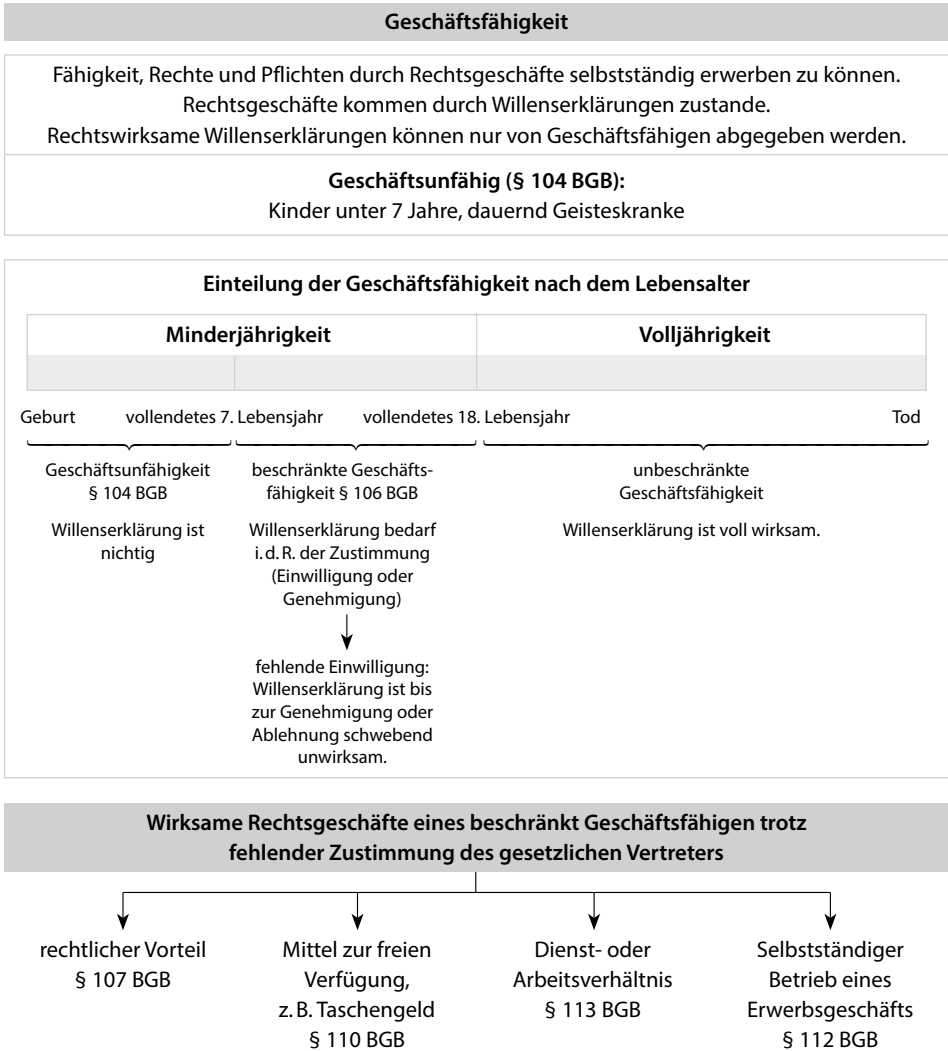 Geschäftsfähigkeit
Fähigkeit, Rechte und Pflichten durch Rechtsgeschäfte selbstständig erwerben zu können.
Rechtsgeschäfte kommen durch Willenserklärungen zustande.
Rechtswirksame Willenserklärungen können nur von Geschäftsfähigen abgegeben werden.
Geschäftsunfähig (§ 104 BGB):
Kinder unter 7 Jahre, dauernd Geisteskranke
Einteilung der Geschäftsfähigkeit nach dem Lebensalter
Minderjährigkeit
Volljährigkeit
Geburt vollendetes 7. Lebensjahr vollendetes 18. Lebensjahr Tod
Geschäftsunfähigkeit
§ 104 BGB
Willenserklärung ist
nichtig
beschränkte Geschäfts-
fähigkeit § 106 BGB
Willenserklärung bedarf
i. d. R. der Zustimmung
(Einwilligung oder
Genehmigung)
fehlende Einwilligung:
Willenserklärung ist bis
zur Genehmigung oder
Ablehnung schwebend
unwirksam.
unbeschränkte
Geschäftsfähigkeit
Willenserklärung ist voll wirksam.
Wirksame Rechtsgeschäfte eines beschränkt Geschäftsfähigen trotz
fehlender Zustimmung des gesetzlichen Vertreters
rechtlicher Vorteil
§ 107 BGB
Mittel zur freien
Verfügung,
z. B. Taschengeld
§ 110 BGB
Dienst- oder
Arbeitsverhältnis
§ 113 BGB
Selbstständiger
Betrieb eines
Erwerbsgeschäfts
§ 112 BGB